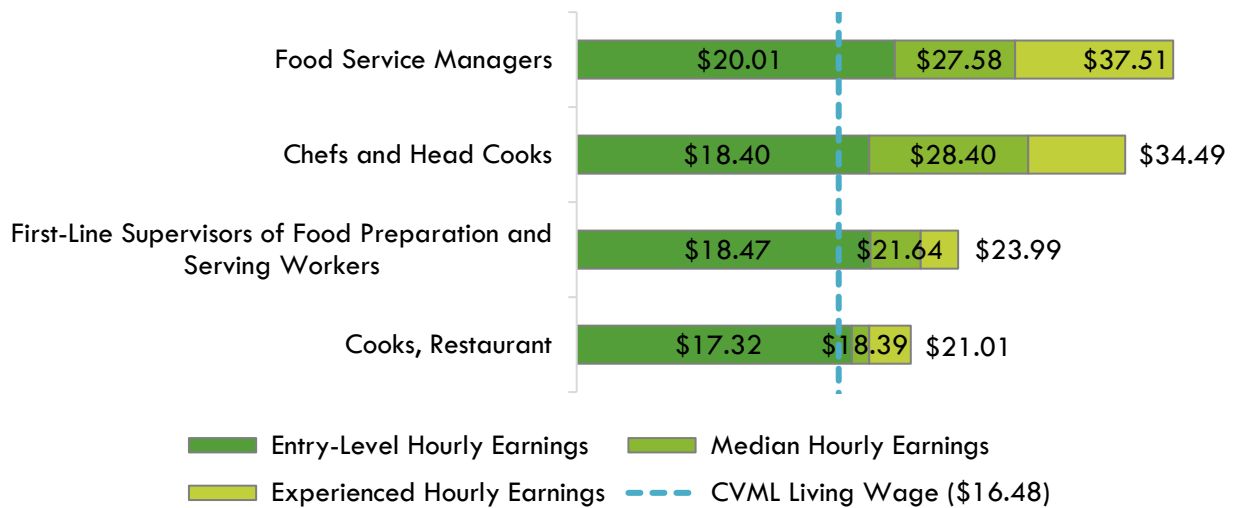 Food Service Managers
$20.01 $27.58 $37.51
Chefs and Head Cooks
$18.40 $28.40 $34.49
First-Line Supervisors of Food Preparation and
Serving Workers
$18.47 $21.64 $23.99
Cooks, Restaurant
$17.32 $18.39 $21.01
Entry-Level Hourly Earnings Median Hourly Earnings
Experienced Hourly Earnings CVML Living Wage ($16.48)